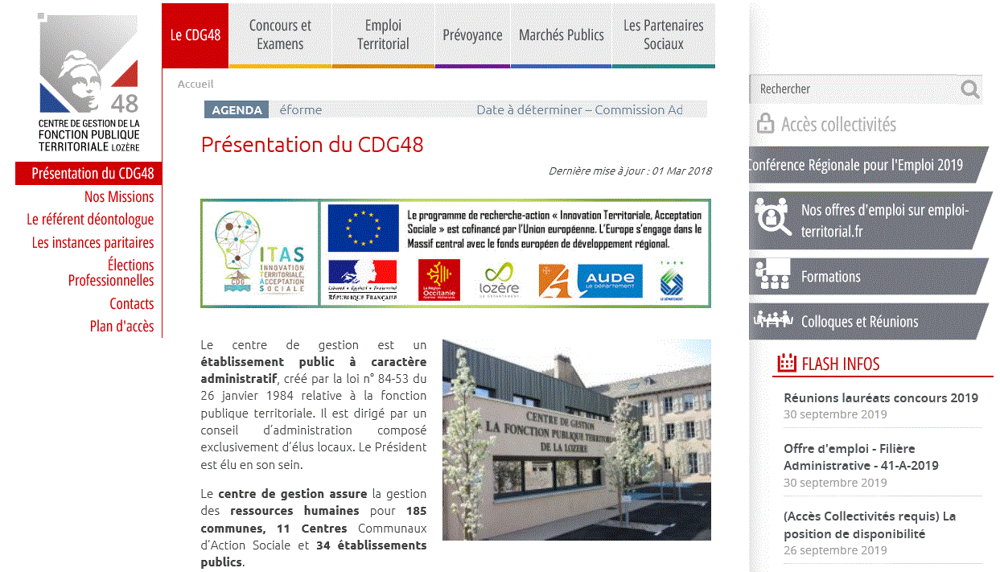 48
CENTRE DE GESTION DE LA
FONCTION PUBLIQUE
TERRITORIALE LOZÈRE
Présentation du CDG48
Nos Missions
Le référent déontologue
Les instances paritaires
Élections
Professionnelles
Contacts
Plan d'accès
Le CDG48
Concours et
Examens
Emploi
Territorial
Prévoyance
Marchés Publics
Les Partenaires
Sociaux
Accueil
AGENDA éforme Date à déterminer – Commission Ad
Présentation du CDG48
Dernière mise à jour : 01 Mar 2018
ITAS
INNOVATION
TERRITORIALE,
ACCEPTATION
SOCIALE
CDG
Le programme de recherche-action « Innovation Territoriale, Acceptation
Sociale » est cofinancé par l'Union européenne. L'Europe s'engage dans le
Massif central avec le fonds européen de développement régional.
Liberté • Égalité • Fraternité
RÉPUBLIQUE FRANÇAISE
La Région
Occitanie
Pyrénées - Méditerranée
lozère
LE DÉPARTEMENT
AUDE
LE DÉPARTEMENT
LE DÉPARTEMENT
Le centre de gestion est un
établissement public à caractère
administratif, créé par la loi n° 84-53 du
26 janvier 1984 relative à la fonction
publique territoriale. Il est dirigé par un
conseil d’administration composé
exclusivement d’élus locaux. Le Président
est élu en son sein.
Le centre de gestion assure la gestion
des ressources humaines pour 185
communes, 11 Centres Communaux
d’Action Sociale et 34 établissements
publics.
CENTRE DE GESTION
LA FONCTION PUBLIQUE TERRITORIA
DE LA LOZERE
Rechercher
Accès collectivités
Conférence Régionale pour l'Emploi 2019
Nos offres d'emploi sur emploi-
territorial.fr
Formations
Colloques et Réunions
FLASH INFOS
Réunions lauréats concours 2019
30 septembre 2019
Offre d'emploi - Filière
Administrative - 41-A-2019
30 septembre 2019
(Accès Collectivités requis) La
position de disponibilité
26 septembre 2019